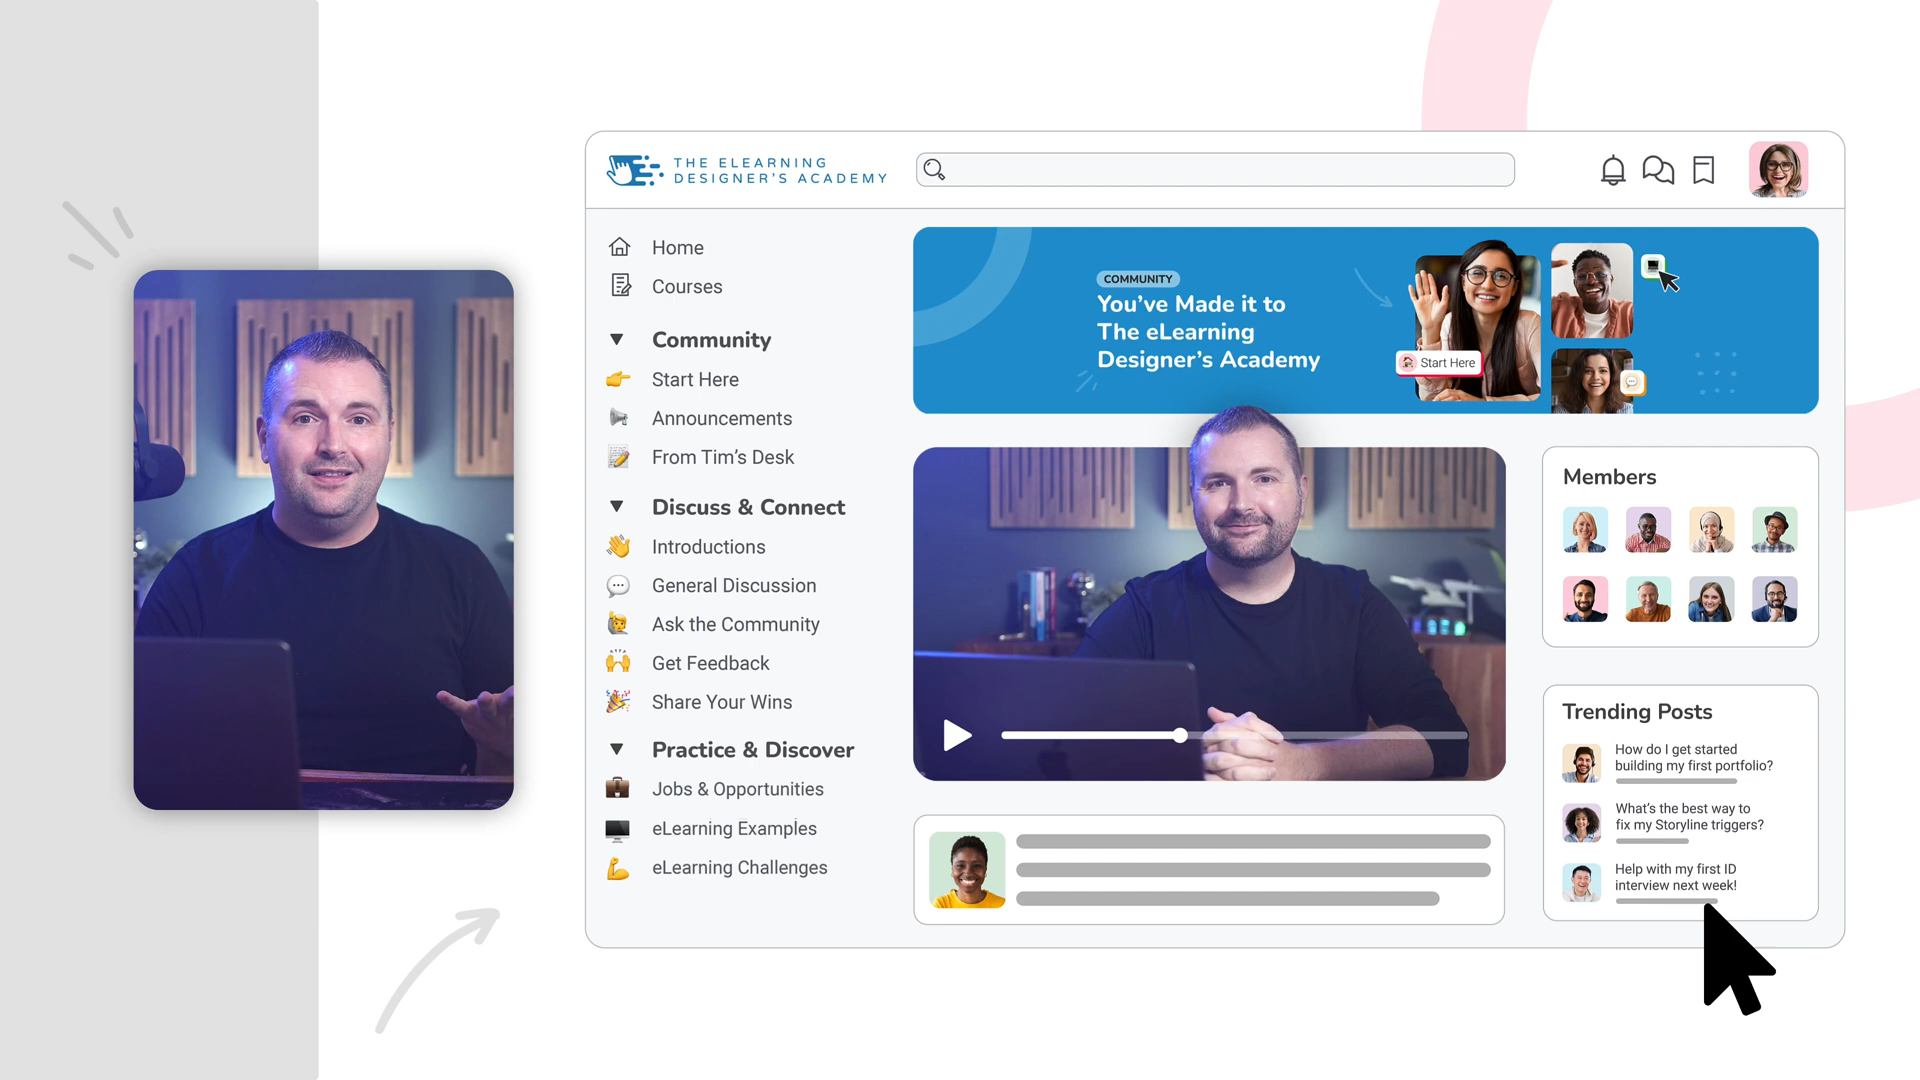 THE ELEARNING
DESIGNER'S ACADEMY
Home
Courses
Community
Start Here
Announcements
From Tim's Desk
Discuss & Connect
Introductions
General Discussion
Ask the Community
Get Feedback
Share Your Wins
Practice & Discover
Jobs & Opportunities
eLearning Examples
eLearning Challenges
COMMUNITY
You've Made it to
The eLearning
Designer's Academy
Start Here
Members
Trending Posts
How do I get started
building my first portfolio?
What's the best way to
fix my Storyline triggers?
Help with my first ID
interview next week!